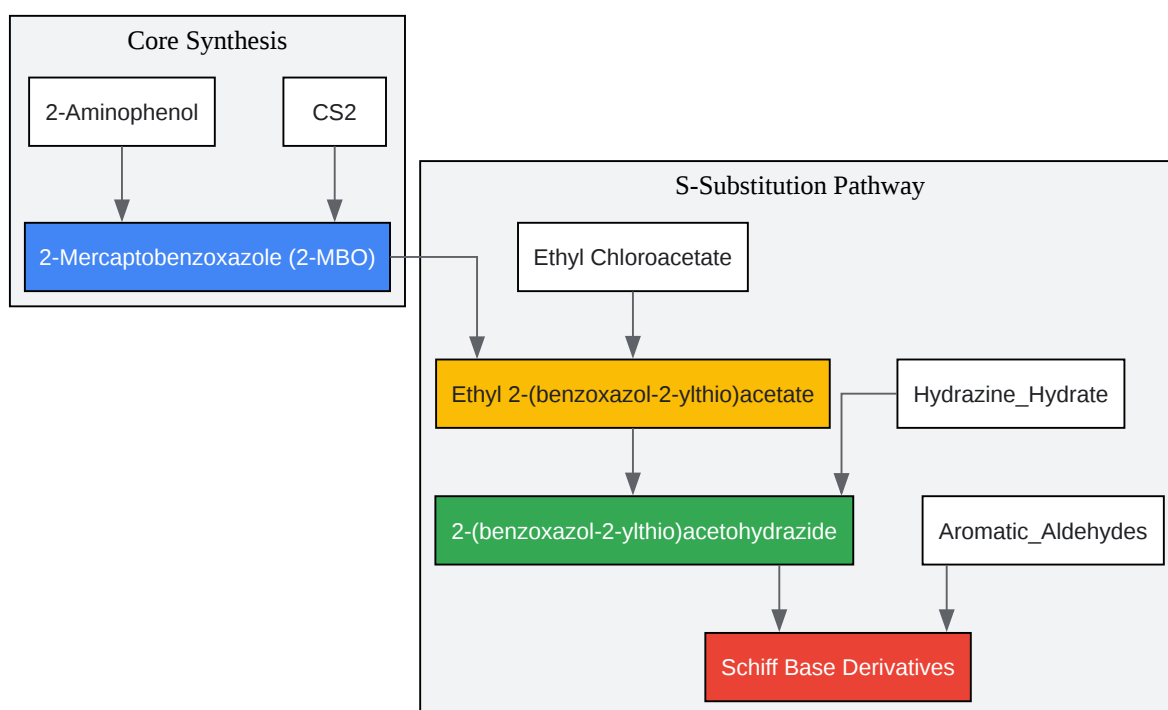 Core Synthesis
2-Aminophenol
CS2
2-Mercaptobenzoxazole (2-MBO)
S-Substitution Pathway
Ethyl Chloroacetate
Ethyl 2-(benzoxazol-2-ylthio)acetate
Hydrazine_Hydrate
2-(benzoxazol-2-ylthio)acetohydrazide
Aromatic_Aldehydes
Schiff Base Derivatives